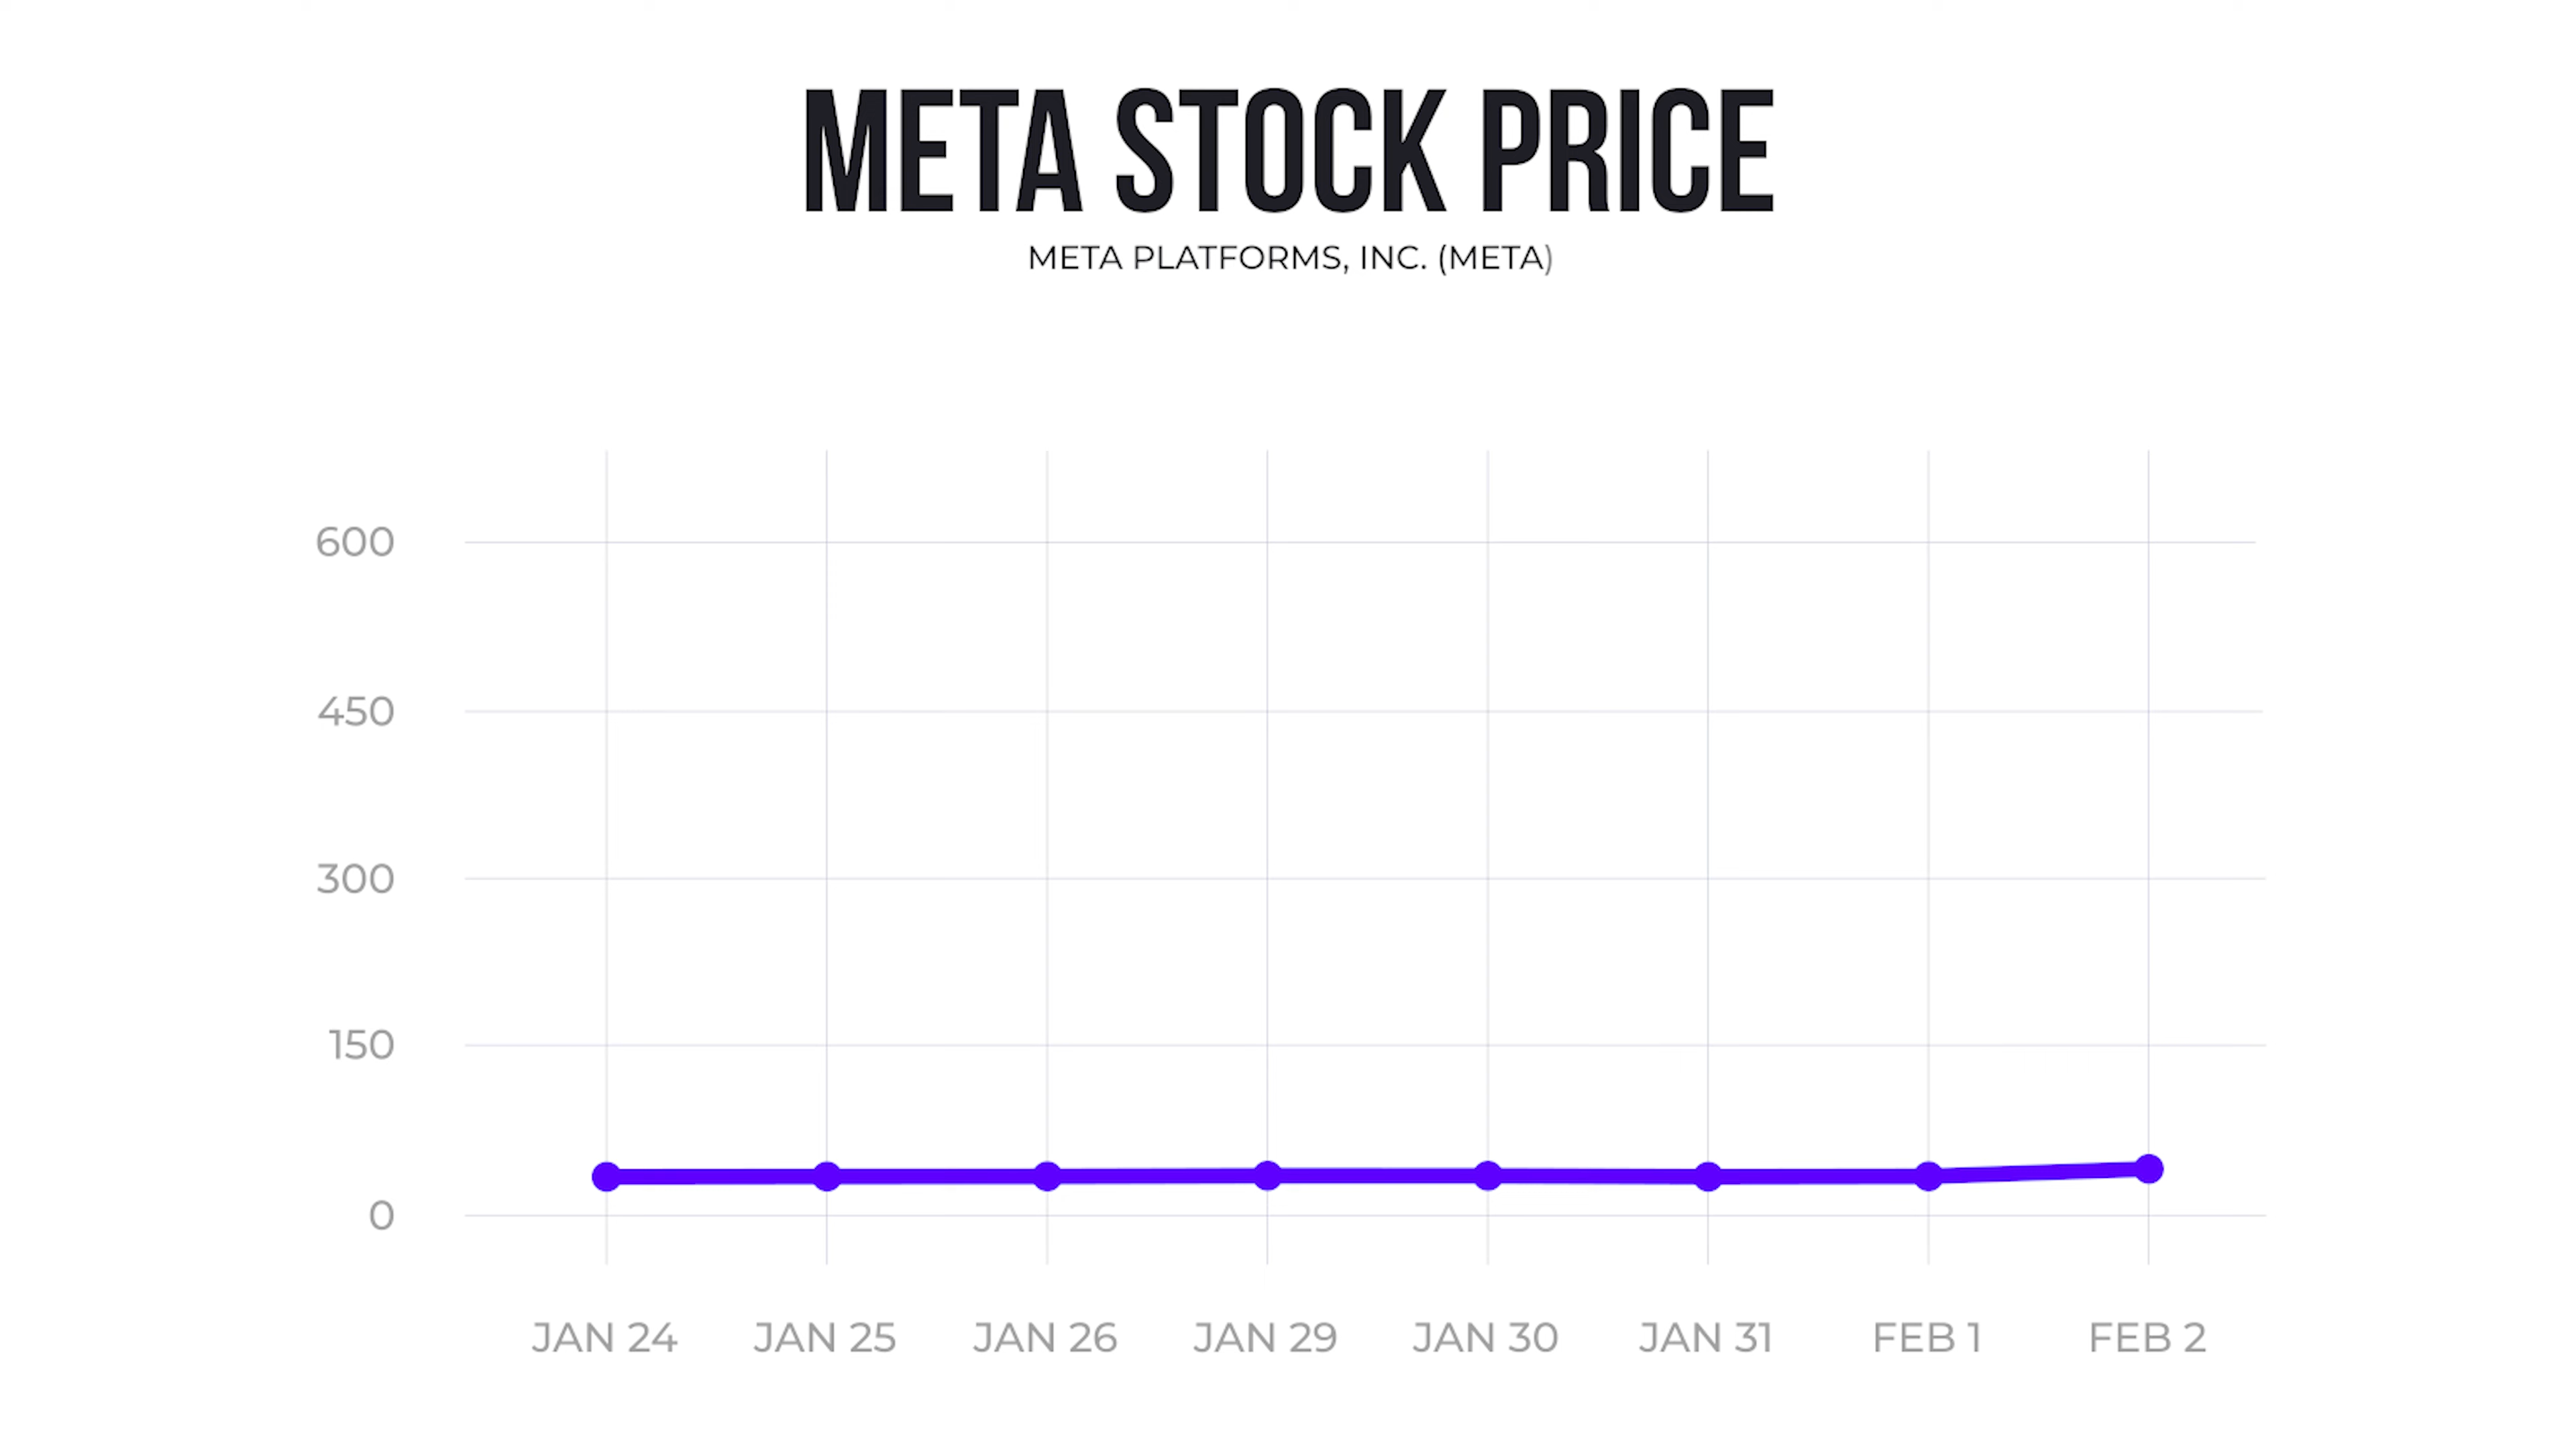 META STOCK PRICE
META PLATFORMS, INC. (META)
600
450
300
150
0
JAN 24 JAN 25 JAN 26 JAN 29 JAN 30 JAN 31 FEB 1 FEB 2